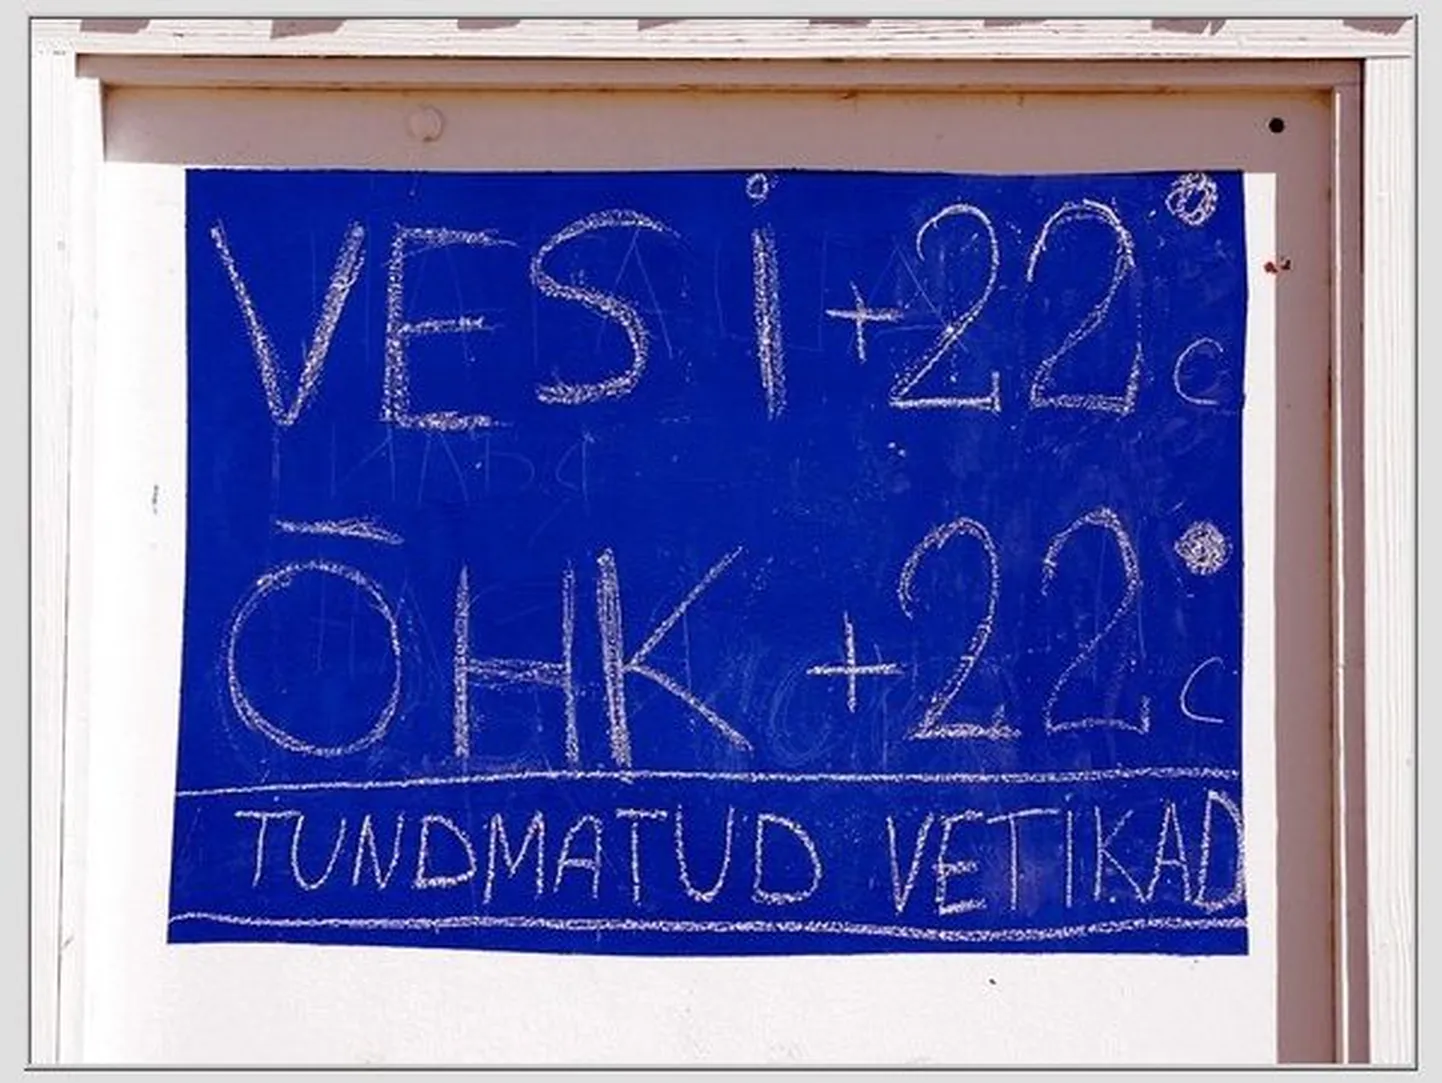 VESi +22°C
ÕHK +22°C
TUNDMATUD VETIKAD